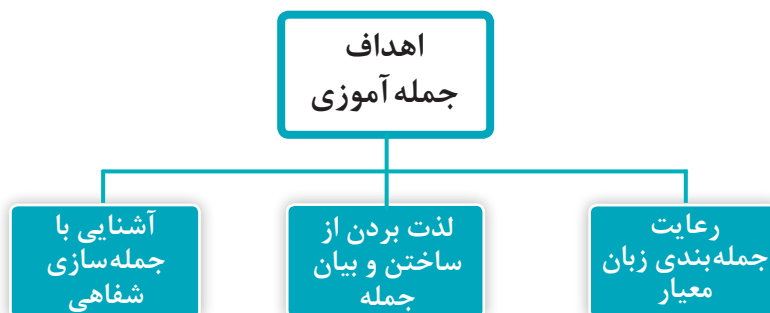 اهداف
جمله‌آموزی
رعایت
جمله‌بندی زبان
معیار
لذت بردن از
ساختن و بیان
جمله
آشنایی با
جمله‌سازی
شفاهی